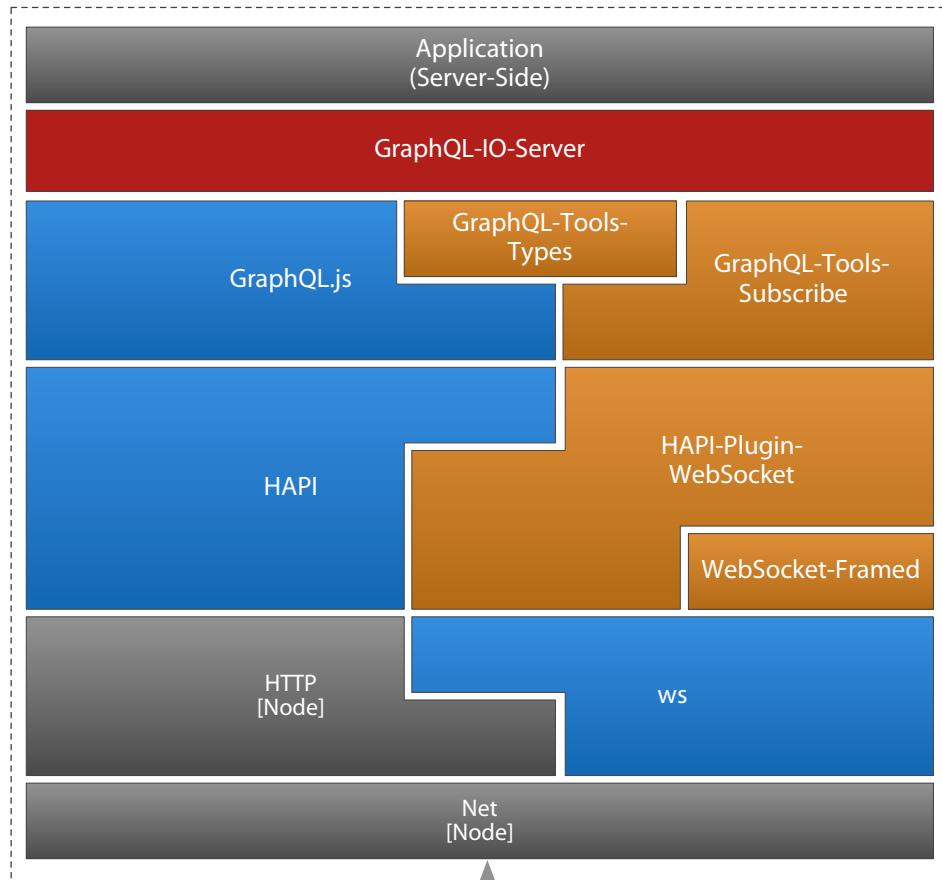 Application
(Server-Side)
GraphQL-IO-Server
GraphQL-Tools-
Types
GraphQL.js
GraphQL-Tools-
Subscribe
HAPI
HAPI-Plugin-
WebSocket
WebSocket-Framed
HTTP
[Node]
ws
Net
[Node]